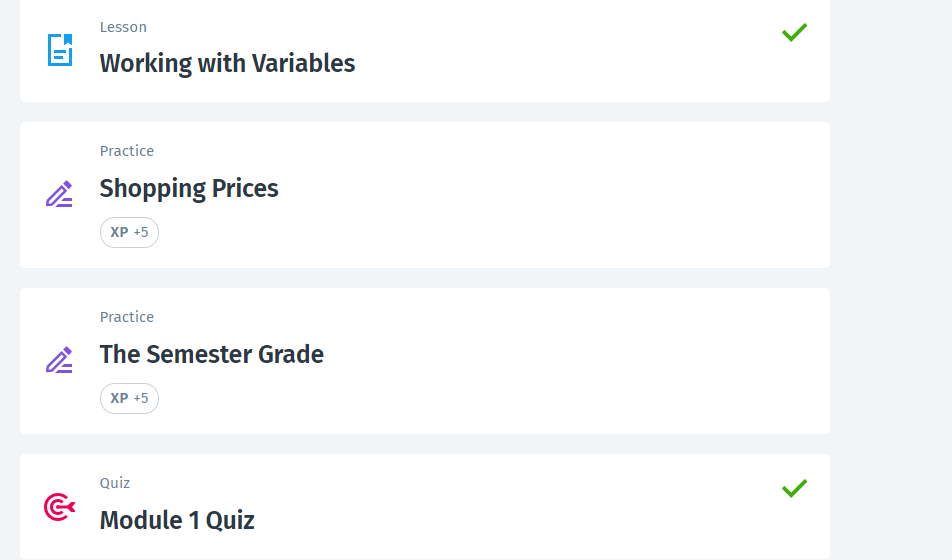 Lesson
Working with Variables
Practice
Shopping Prices
XP +5
Practice
The Semester Grade
XP +5
Quiz
Module 1 Quiz